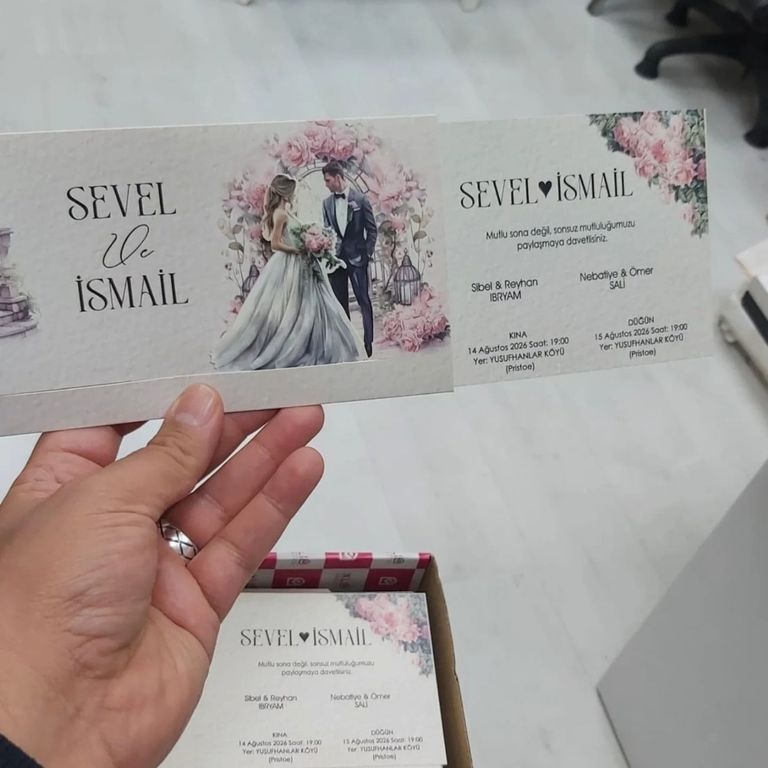 SEVEL
Ve
İSMAİL
SEVEL♥İSMAİL
Mutlu sona değil, sonsuz mutluluğumuzu
paylaşmaya davetlisiniz.
Sibel & Reyhan
IBRYAM
Nebatiye & Ömer
SALİ
KINA
14 Ağustos 2026 Saat: 19:00
Yer: YUSUFHANLAR KÖYÜ
(Pristoe)
DÜĞÜN
15 Ağustos 2026 Saat: 19:00
Yer: YUSUFHANLAR KÖYÜ
(Pristoe)
SEVEL♥İSMAİL
Mutlu sona değil, sonsuz mutluluğumuzu
paylaşmaya davetlisiniz.
Sibel & Reyhan
IBRYAM
Nebatiye & Ömer
SALİ
KINA
14 Ağustos 2026 Saat: 19:00
Yer: YUSUFHANLAR KÖYÜ
(Pristoe)
DÜĞÜN
15 Ağustos 2026 Saat: 19:00
Yer: YUSUFHANLAR KÖYÜ
(Pristoe)